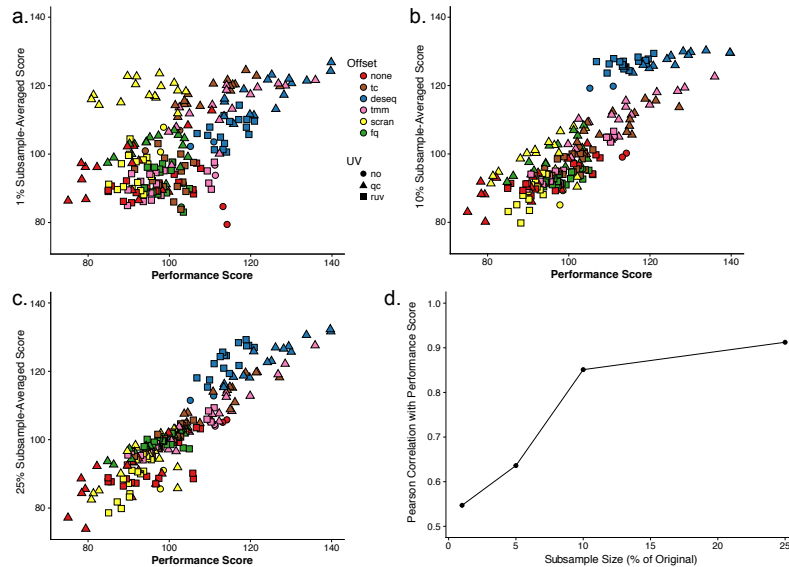 a.
140
120
100
80
1% Subsample-Averaged Score
80 100 120 140
Performance Score
Offset
none
tc
deseq
tmm
scran
fq
UV
no
qc
ruv
b.
140
120
100
80
10% Subsample-Averaged Score
80 100 120 140
Performance Score
c.
140
120
100
80
25% Subsample-Averaged Score
80 100 120 140
Performance Score
d.
1.0
0.9
0.8
0.7
0.6
0.5
Pearson Correlation with Performance Score
0 5 10 15 20 25
Subsample Size (% of Original)